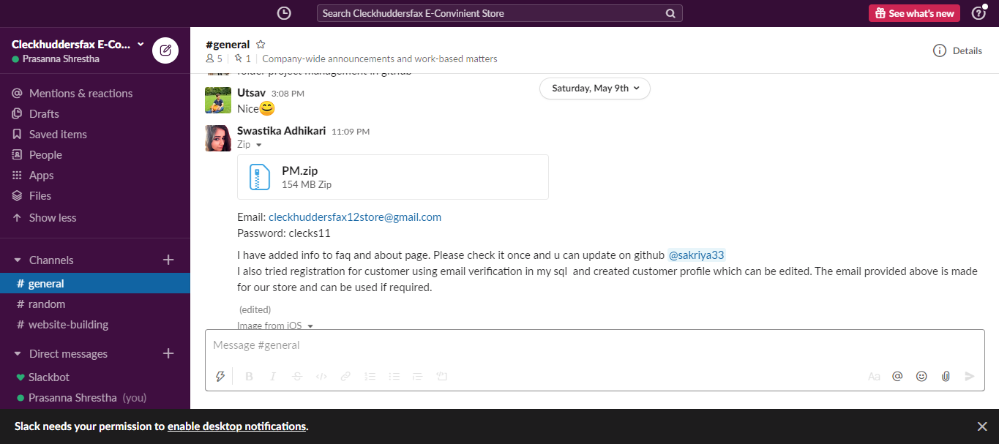 Search Cleckhuddersfax E-Convinient Store
See what's new
Cleckhuddersfax E-Co...
Prasanna Shrestha
Mentions & reactions
Drafts
Saved items
People
Apps
Files
Show less
Channels
# general
# random
# website-building
Direct messages
Slackbot
Prasanna Shrestha (you)
#general
5 | 1 | Company-wide announcements and work-based matters
Details
folder project management in github
Saturday, May 9th
Utsav 3:08 PM
Nice😊
Swastika Adhikari 11:09 PM
Zip
PM.zip
154 MB Zip
Email: cleckhuddersfax12store@gmail.com
Password: clecks11
I have added info to faq and about page. Please check it once and u can update on github @sakriya33
I also tried registration for customer using email verification in my sql and created customer profile which can be edited. The email provided above is made
for our store and can be used if required.
(edited)
Image from iOS
Message #general
B I S </> Aa @
Slack needs your permission to enable desktop notifications.